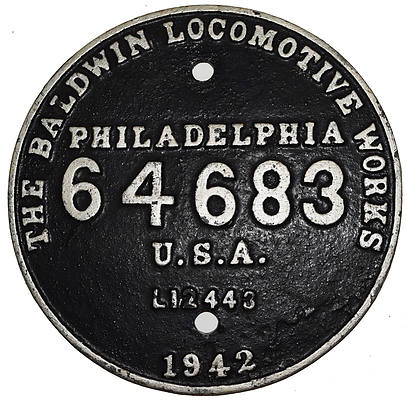 THE BALDWIN LOCOMOTIVE WORKS
PHILADELPHIA
64683
U.S.A.
L12443
1942